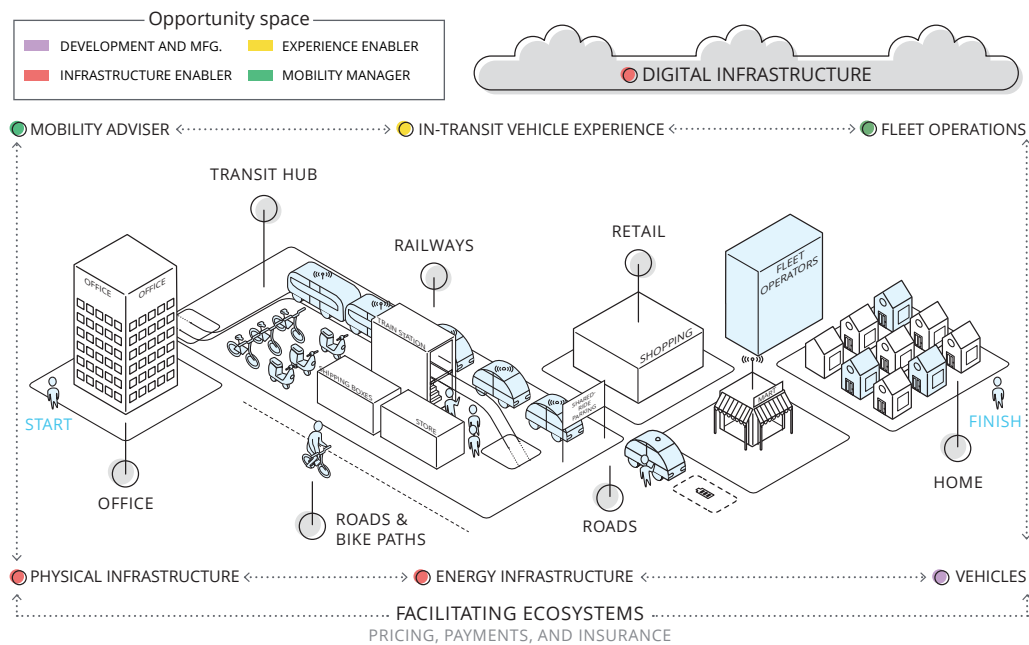 Opportunity space
DEVELOPMENT AND MFG.
EXPERIENCE ENABLER
INFRASTRUCTURE ENABLER
MOBILITY MANAGER
DIGITAL INFRASTRUCTURE
MOBILITY ADVISER
IN-TRANSIT VEHICLE EXPERIENCE
FLEET OPERATIONS
TRANSIT HUB
RAILWAYS
RETAIL
OFFICE
OFFICE
TRAIN STATION
SHIPPING BOXES
STORE
SHARED-
SIDE
PARKING
SHOPPING
FLEET
OPERATORS
MART
START
FINISH
OFFICE
ROADS &
BIKE PATHS
ROADS
HOME
PHYSICAL INFRASTRUCTURE
ENERGY INFRASTRUCTURE
VEHICLES
FACILITATING ECOSYSTEMS
PRICING, PAYMENTS, AND INSURANCE